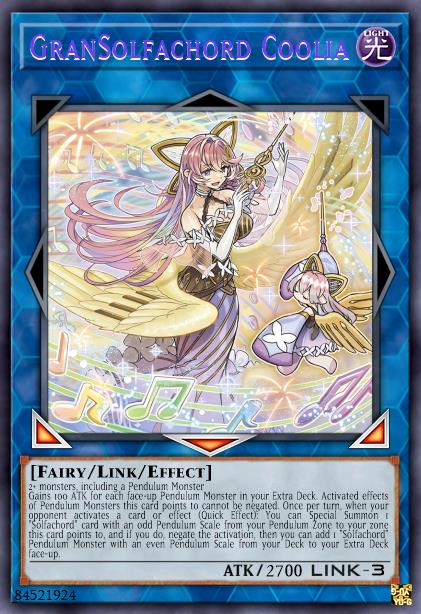 GranSolfachord Coolia
LIGHT
光
[Fairy/Link/Effect]
2+ monsters, including a Pendulum Monster
Gains 100 ATK for each face-up Pendulum Monster in your Extra Deck. Activated effects
of Pendulum Monsters this card points to cannot be negated. Once per turn, when your
opponent activates a card or effect (Quick Effect): You can Special Summon 1
"Solfachord" card with an odd Pendulum Scale from your Pendulum Zone to your zone
this card points to, and if you do, negate the activation, then you can add 1 "Solfachord"
Pendulum Monster with an even Pendulum Scale from your Deck to your Extra Deck
face-up.
ATK/2700 LINK-3
84521924